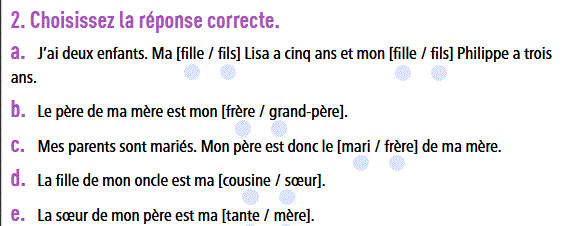 2. Choisissez la réponse correcte.
a. J'ai deux enfants. Ma [fille / fils] Lisa a cinq ans et mon [fille / fils] Philippe a trois
ans.
b. Le père de ma mère est mon [frère / grand-père].
c. Mes parents sont mariés. Mon père est donc le [mari / frère] de ma mère.
d. La fille de mon oncle est ma [cousine / sœur].
e. La sœur de mon père est ma [tante / mère].